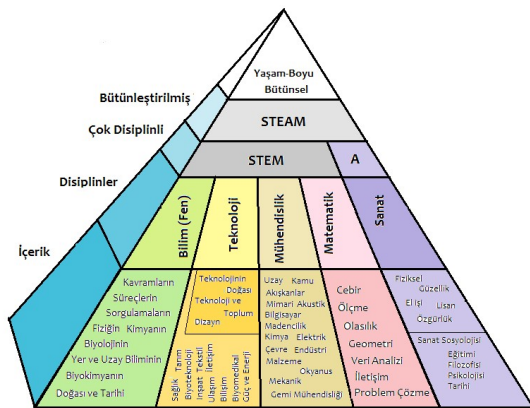 Yaşam-Boyu
Bütünsel
Bütünleştirilmiş
STEAM
Çok Disiplinli
STEM
A
Disiplinler
Bilim (Fen)
Teknoloji
Mühendislik
Matematik
Sanat
İçerik
Kavramların
Süreçlerin
Sorgulamaların
Fiziğin Kimyanın
Biyolojinin
Yer ve Uzay Biliminin
Biyokimyanın
Doğası ve Tarihi
Teknolojinin
Doğası
Teknoloji ve
Toplum
Dizayn
Sağlık Tarım
Biyoteknoloji
İnşaat Tekstil
Ulaşım İletişim
Bilişim
Biyomedikal
Güç ve Enerji
Uzay Kamu
Akışkanlar
Mimari Akustik
Bilgisayar
Madencilik
Kimya Elektrik
Çevre Endüstri
Malzeme
Okyanus
Mekanik
Gemi Mühendisliği
Cebir
Ölçme
Olasılık
Geometri
Veri Analizi
İletişim
Problem Çözme
Fiziksel
Güzellik
El işi Lisan
Özgürlük
Sanat Sosyolojisi
Eğitimi
Filozofisi
Psikolojisi
Tarihi